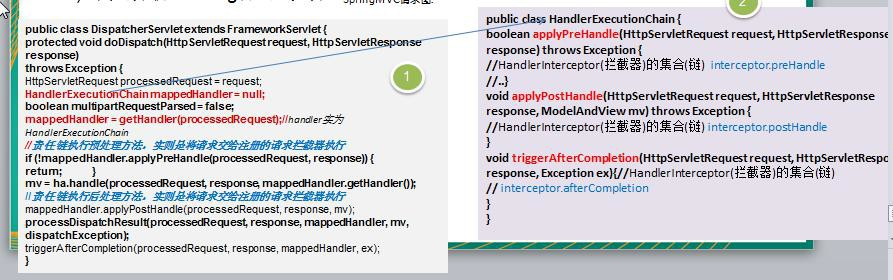 SpringMVC请求图:
1
2
public class DispatcherServlet extends FrameworkServlet {
protected void doDispatch(HttpServletRequest request, HttpServletResponse
response)
throws Exception {
HttpServletRequest processedRequest = request;
HandlerExecutionChain mappedHandler = null;
boolean multipartRequestParsed = false;
mappedHandler = getHandler(processedRequest);//handler实为
HandlerExecutionChain
//责任链执行预处理方法，实则是将请求交给注册的请求拦截器执行
if (!mappedHandler.applyPreHandle(processedRequest, response)) {
return; }
mv = ha.handle(processedRequest, response, mappedHandler.getHandler());
//责任链执行后处理方法，实则是将请求交给注册的请求拦截器执行
mappedHandler.applyPostHandle(processedRequest, response, mv);
processDispatchResult(processedRequest, response, mappedHandler, mv,
dispatchException);
triggerAfterCompletion(processedRequest, response, mappedHandler, ex);
}
public class HandlerExecutionChain {
boolean applyPreHandle(HttpServletRequest request, HttpServletResponse
response) throws Exception {
//HandlerInterceptor(拦截器)的集合(链) interceptor.preHandle
//..}
void applyPostHandle(HttpServletRequest request, HttpServletResponse
response, ModelAndView mv) throws Exception {
//HandlerInterceptor(拦截器)的集合(链) interceptor.postHandle
}
void triggerAfterCompletion(HttpServletRequest request, HttpServletRespo
response, Exception ex){//HandlerInterceptor(拦截器)的集合(链)
// interceptor.afterCompletion
}
}